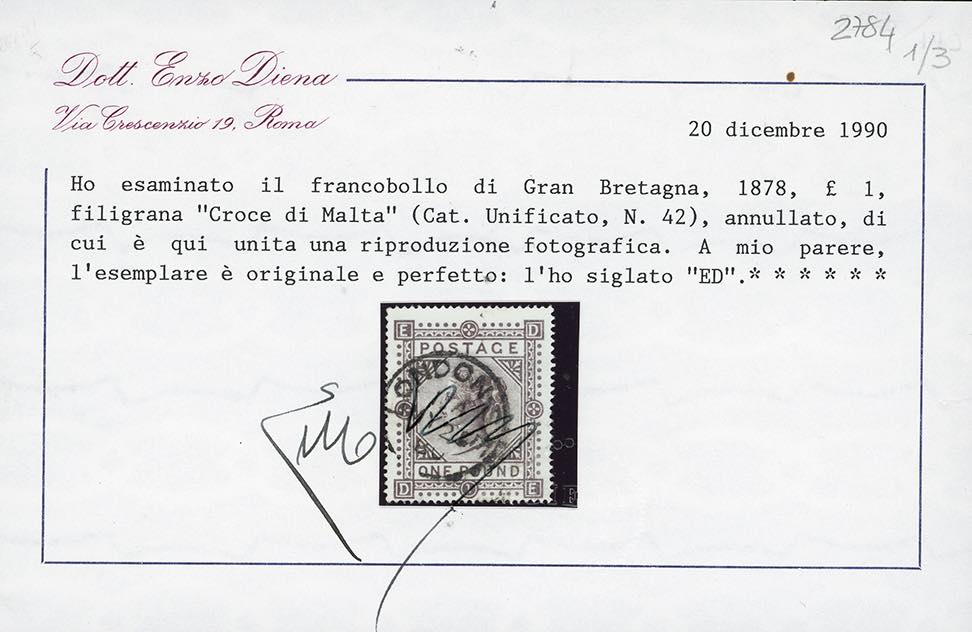 2784
1/3
Dott. Enzo Diena
Via Crescenzio 19, Roma
20 dicembre 1990
Ho esaminato il francobollo di Gran Bretagna, 1878, £ 1,
filigrana "Croce di Malta" (Cat. Unificato, N. 42), annullato, di
cui è qui unita una riproduzione fotografica. A mio parere,
l'esemplare è originale e perfetto: l'ho siglato "ED".* * * * * *
E D
POSTAGE
ONE POUND
D E